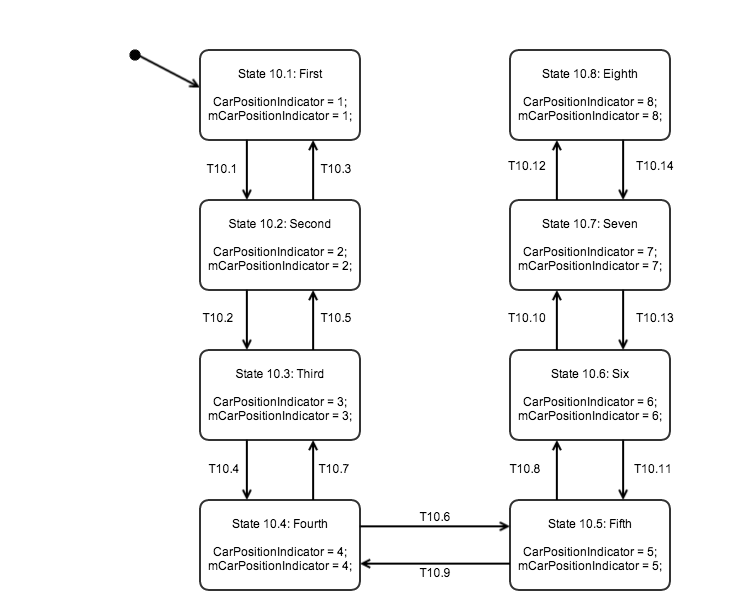 State 10.1: First
CarPositionIndicator = 1;
mCarPositionIndicator = 1;
T10.1
T10.3
State 10.2: Second
CarPositionIndicator = 2;
mCarPositionIndicator = 2;
T10.2
T10.5
State 10.3: Third
CarPositionIndicator = 3;
mCarPositionIndicator = 3;
T10.4
T10.7
State 10.4: Fourth
CarPositionIndicator = 4;
mCarPositionIndicator = 4;
T10.6
T10.9
State 10.8: Eighth
CarPositionIndicator = 8;
mCarPositionIndicator = 8;
T10.12
T10.14
State 10.7: Seven
CarPositionIndicator = 7;
mCarPositionIndicator = 7;
T10.10
T10.13
State 10.6: Six
CarPositionIndicator = 6;
mCarPositionIndicator = 6;
T10.8
T10.11
State 10.5: Fifth
CarPositionIndicator = 5;
mCarPositionIndicator = 5;